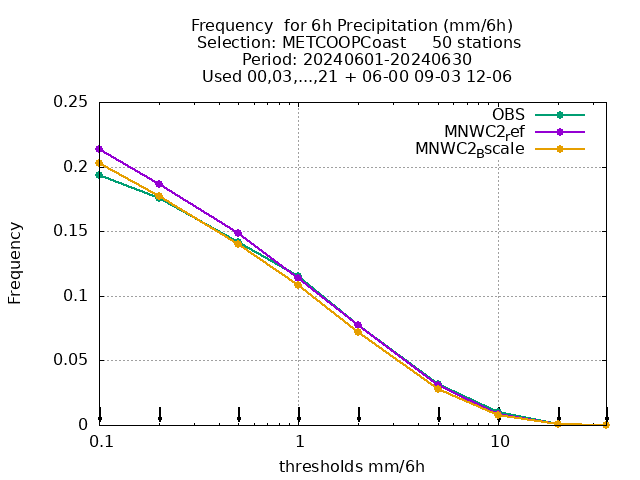 Frequency  for 6h Precipitation (mm/6h)
Selection: METCOOPCoast     50 stations
Period: 20240601-20240630
Used 00,03,...,21 + 06-00 09-03 12-06
OBS
MNWC2ref
MNWC2Bscale
0.25
0.2
0.15
0.1
0.05
0
Frequency
0.1 1 10
thresholds mm/6h